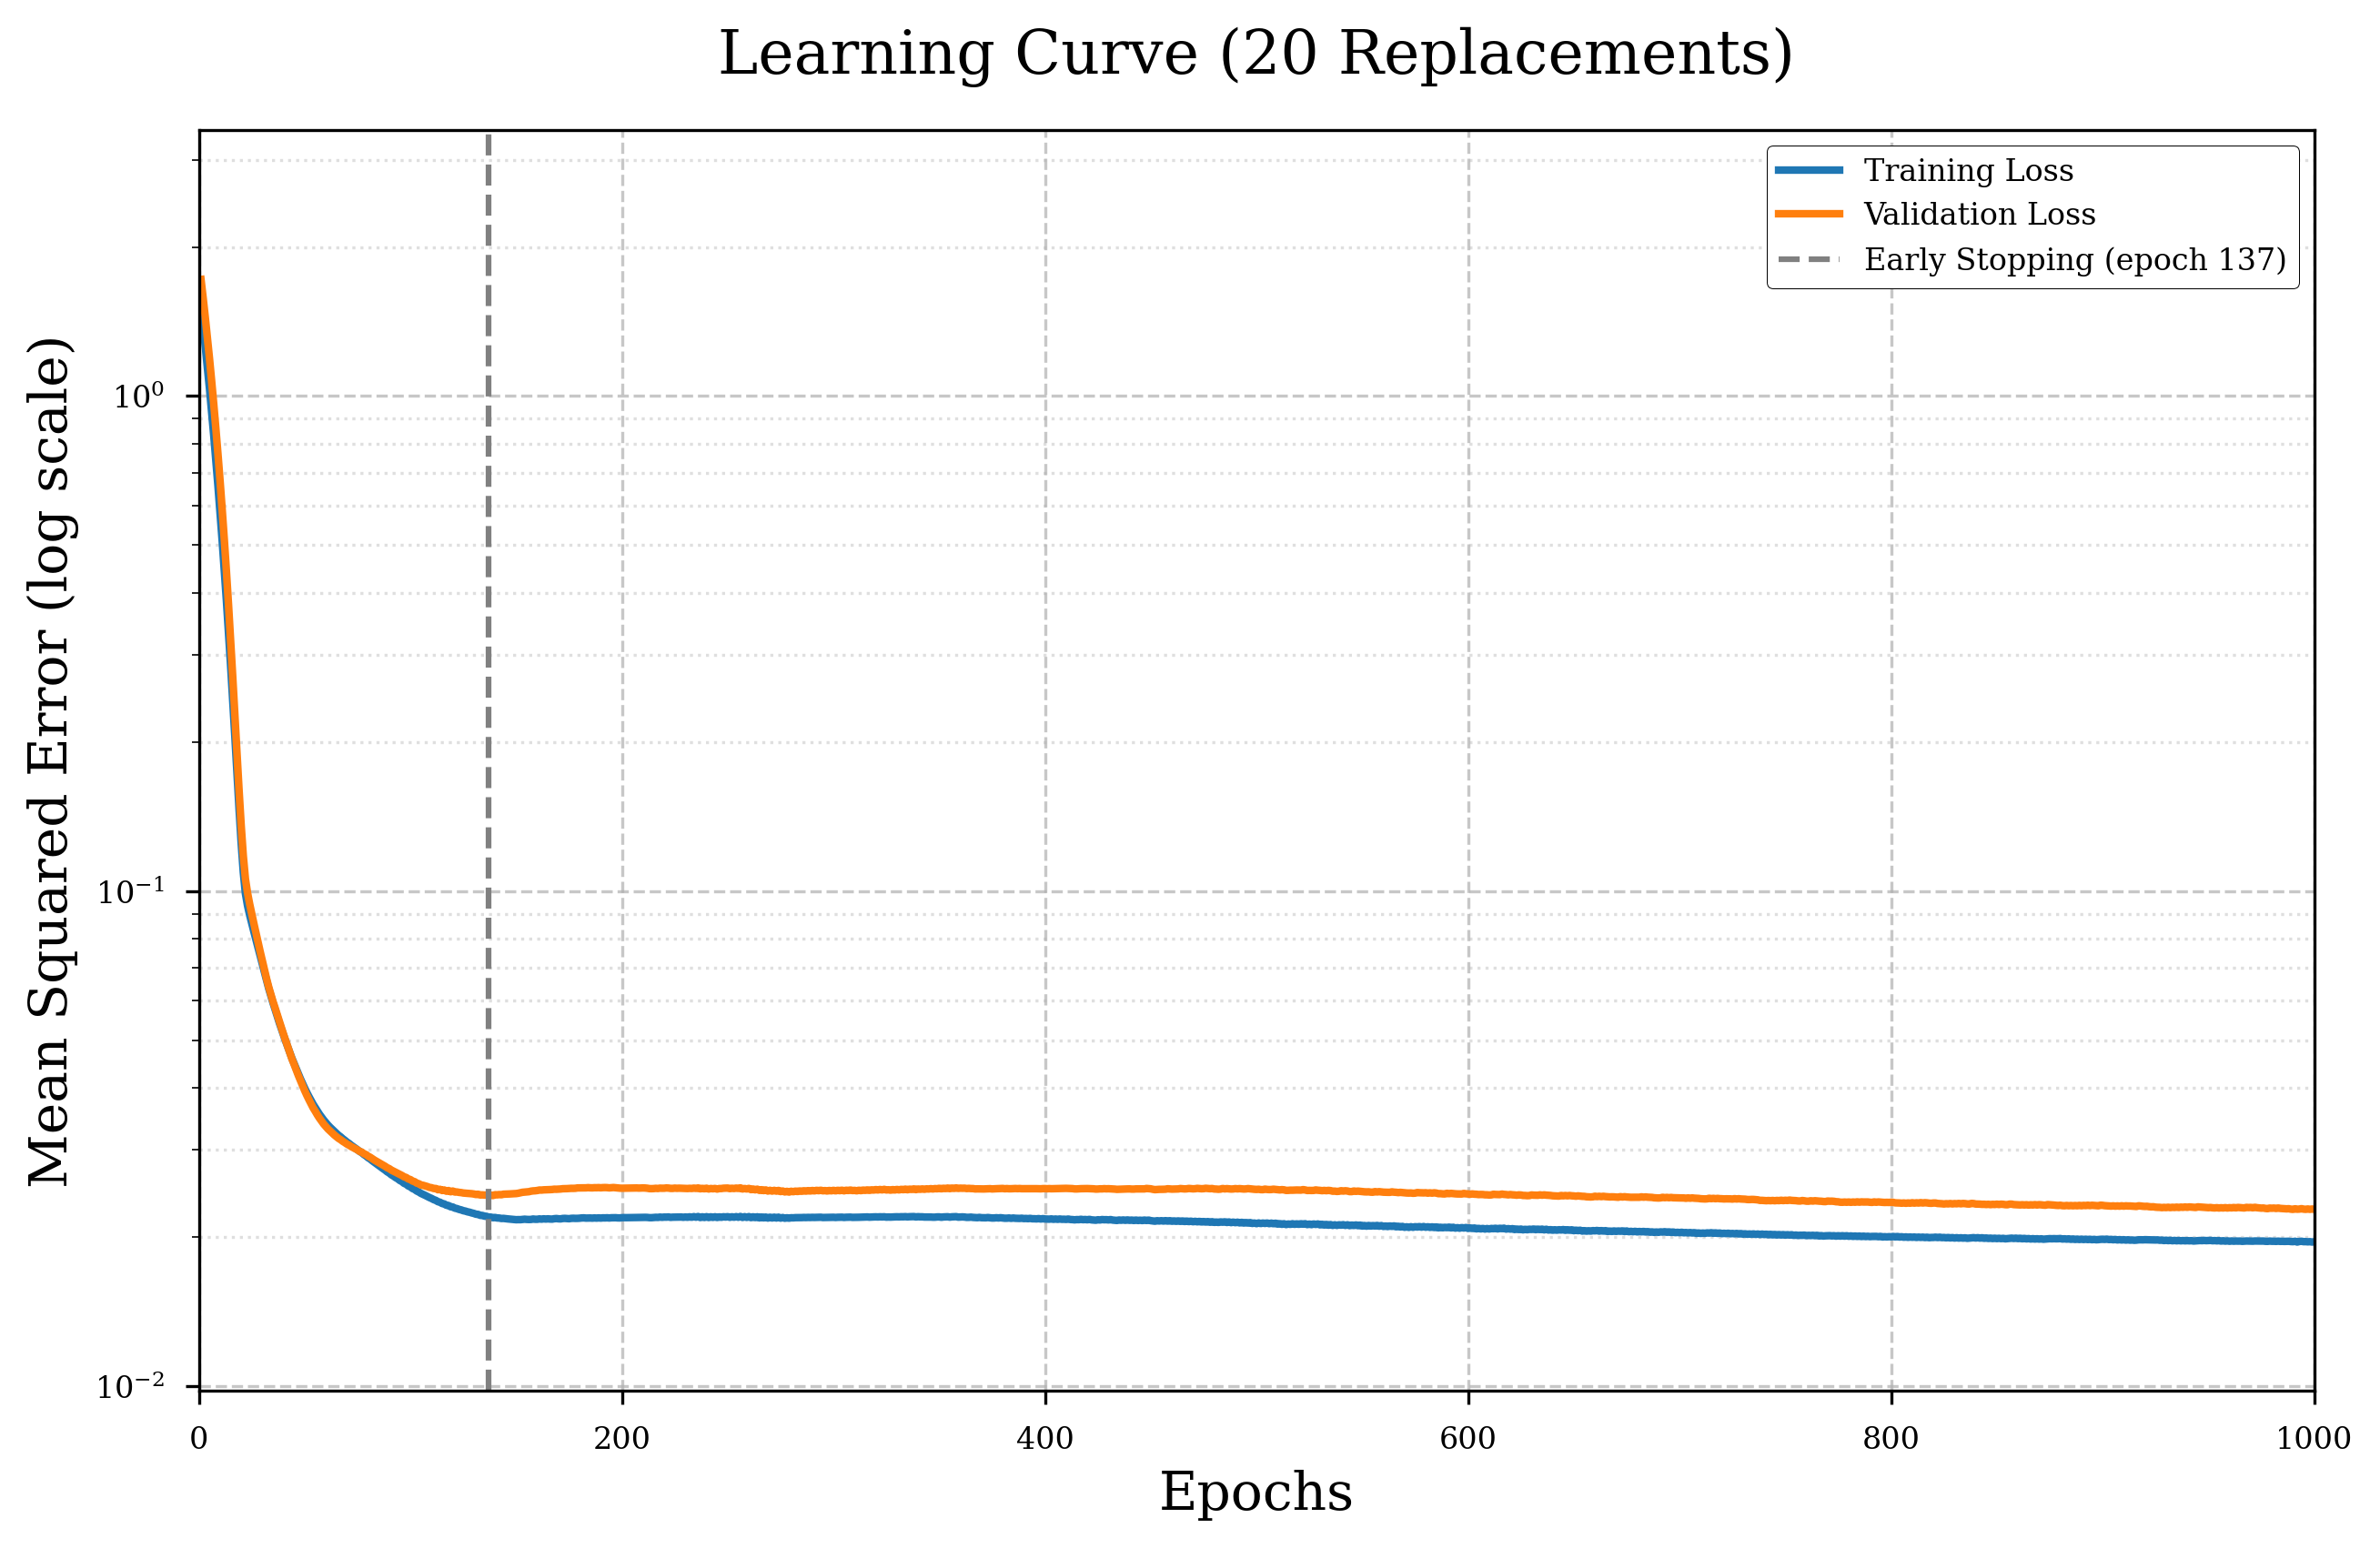 Learning Curve (20 Replacements)
Training Loss
Validation Loss
Early Stopping (epoch 137)
Mean Squared Error (log scale)
10⁰
10⁻¹
10⁻²
0 200 400 600 800 1000
Epochs